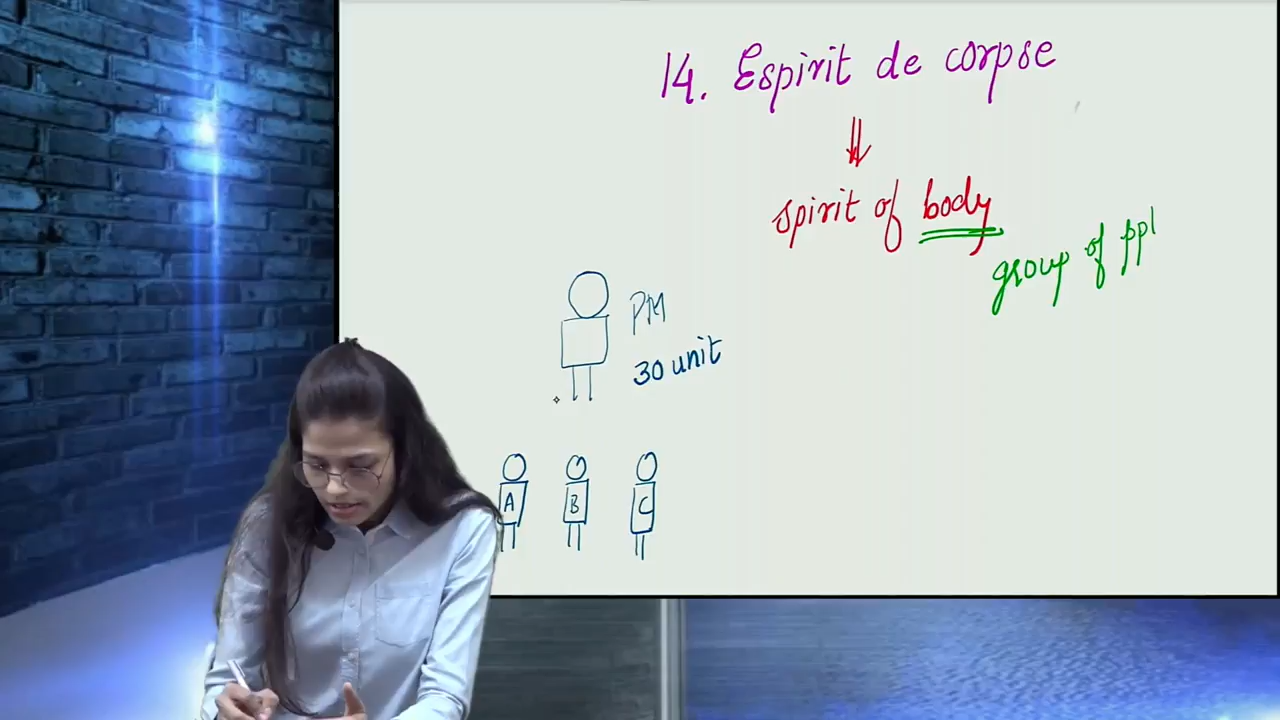 14. Espirit de corpse
spirit of body
group of ppl
PM
30 unit
A B C